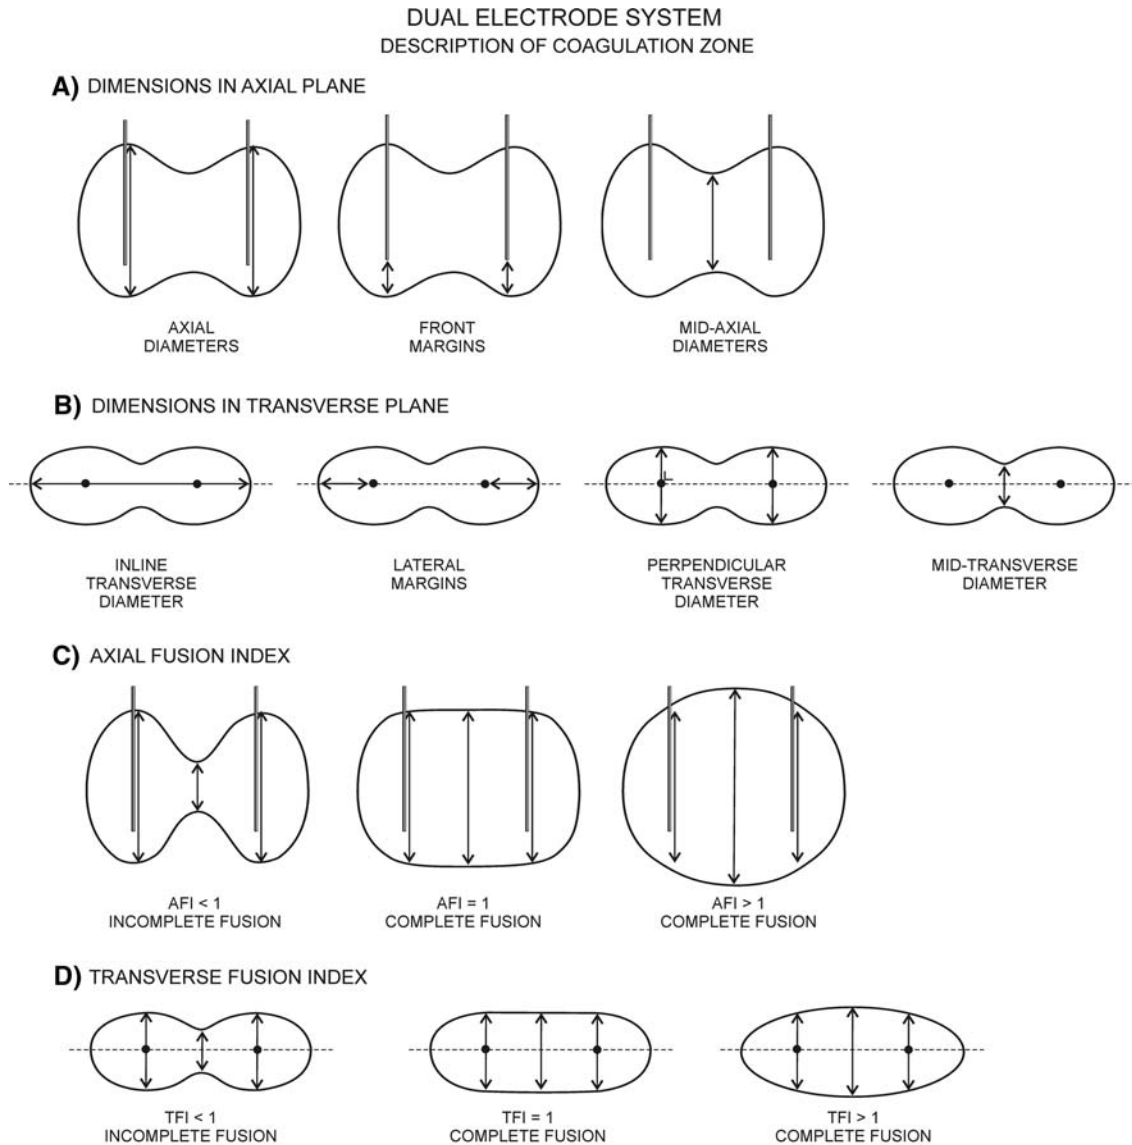 DUAL ELECTRODE SYSTEM
DESCRIPTION OF COAGULATION ZONE
A) DIMENSIONS IN AXIAL PLANE
AXIAL
DIAMETERS
FRONT
MARGINS
MID-AXIAL
DIAMETERS
B) DIMENSIONS IN TRANSVERSE PLANE
INLINE
TRANSVERSE
DIAMETER
LATERAL
MARGINS
PERPENDICULAR
TRANSVERSE
DIAMETER
MID-TRANSVERSE
DIAMETER
C) AXIAL FUSION INDEX
AFI < 1
INCOMPLETE FUSION
AFI = 1
COMPLETE FUSION
AFI > 1
COMPLETE FUSION
D) TRANSVERSE FUSION INDEX
TFI < 1
INCOMPLETE FUSION
TFI = 1
COMPLETE FUSION
TFI > 1
COMPLETE FUSION